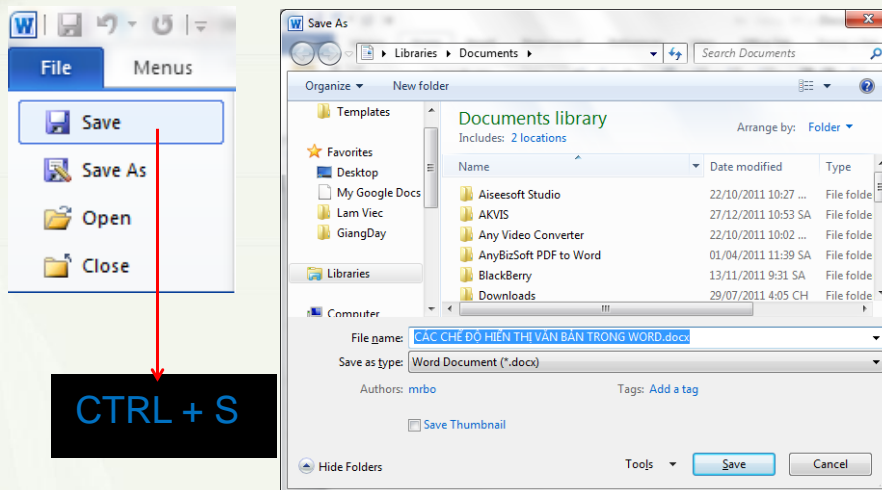 W
File Menus
Save
Save As
Open
Close
CTRL + S
W Save As
Libraries Documents Search Documents
Organize New folder
Templates
Favorites
Desktop
My Google Docs
Lam Viec
GiangDay
Libraries
Computer
Documents library
Includes: 2 locations
Arrange by: Folder
Name Date modified Type
Aiseesoft Studio 22/10/2011 10:27 ... File folde
AKVIS 27/12/2011 10:53 SA File folde
Any Video Converter 22/10/2011 10:02 ... File folde
AnyBizSoft PDF to Word 01/04/2011 11:39 SA File folde
BlackBerry 13/11/2011 9:31 SA File folde
Downloads 29/07/2011 4:05 CH File folde
File name: CÁC CHẾ ĐỘ HIỂN THỊ VĂN BẢN TRONG WORD.docx
Save as type: Word Document (*.docx)
Authors: mrbo Tags: Add a tag
Save Thumbnail
Hide Folders Tools Save Cancel